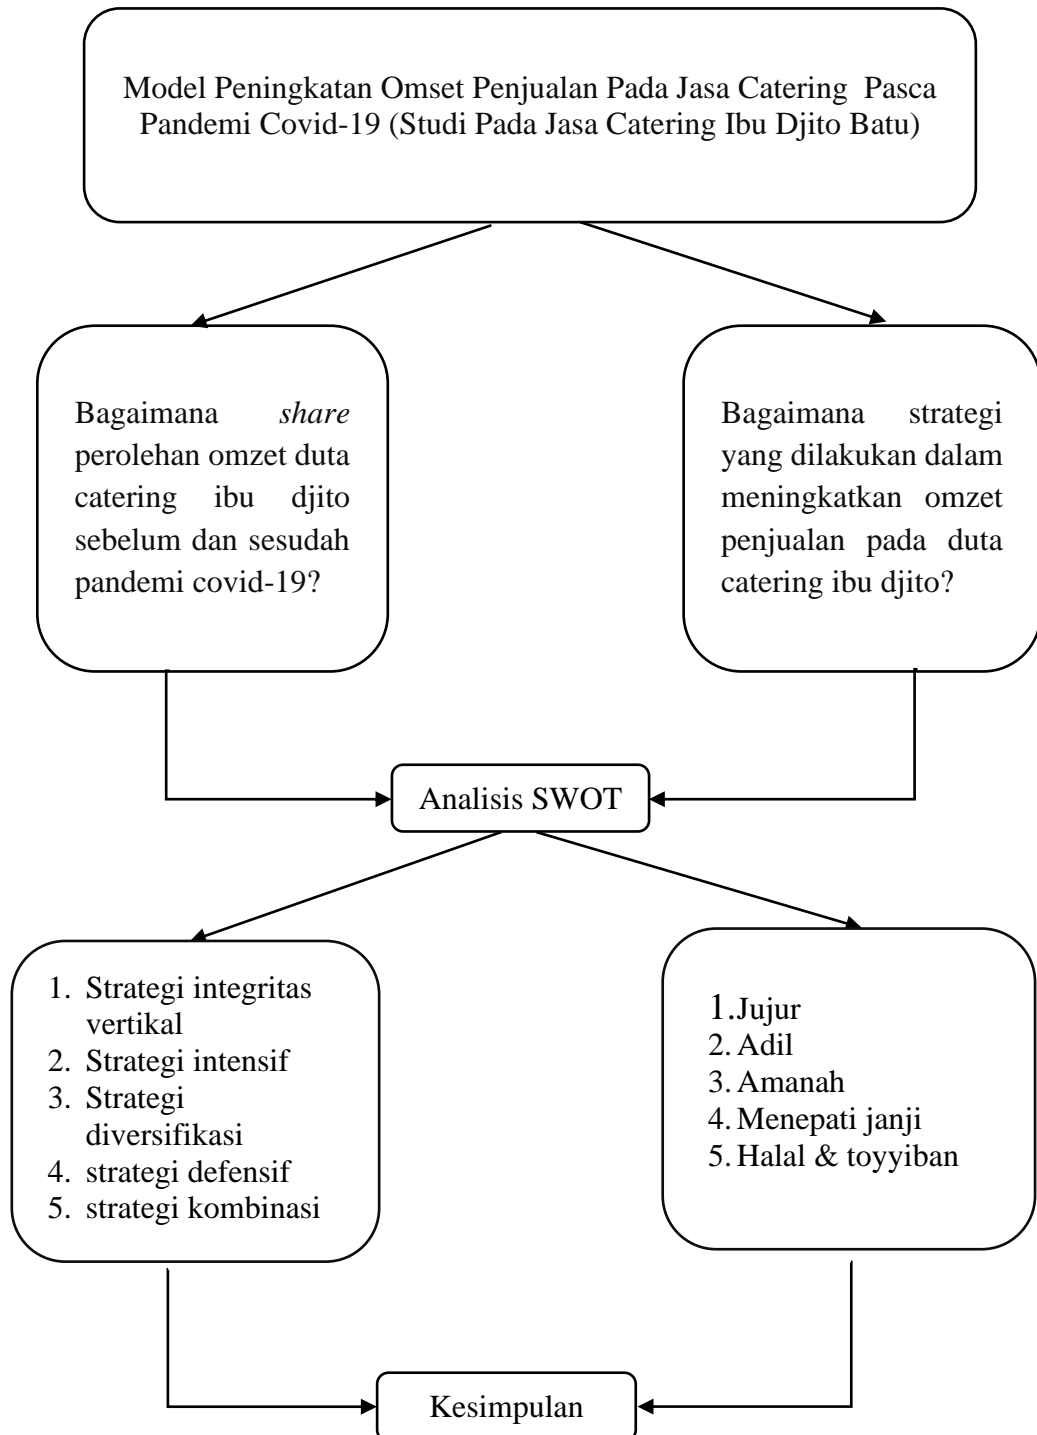 Model Peningkatan Omset Penjualan Pada Jasa Catering Pasca
Pandemi Covid-19 (Studi Pada Jasa Catering Ibu Djito Batu)
Bagaimana share
perolehan omzet duta
catering ibu djito
sebelum dan sesudah
pandemi covid-19?
Bagaimana strategi
yang dilakukan dalam
meningkatkan omzet
penjualan pada duta
catering ibu djito?
Analisis SWOT
1. Strategi integritas
vertikal
2. Strategi intensif
3. Strategi
diversifikasi
4. strategi defensif
5. strategi kombinasi
1. Jujur
2. Adil
3. Amanah
4. Menepati janji
5. Halal & toyyiban
Kesimpulan